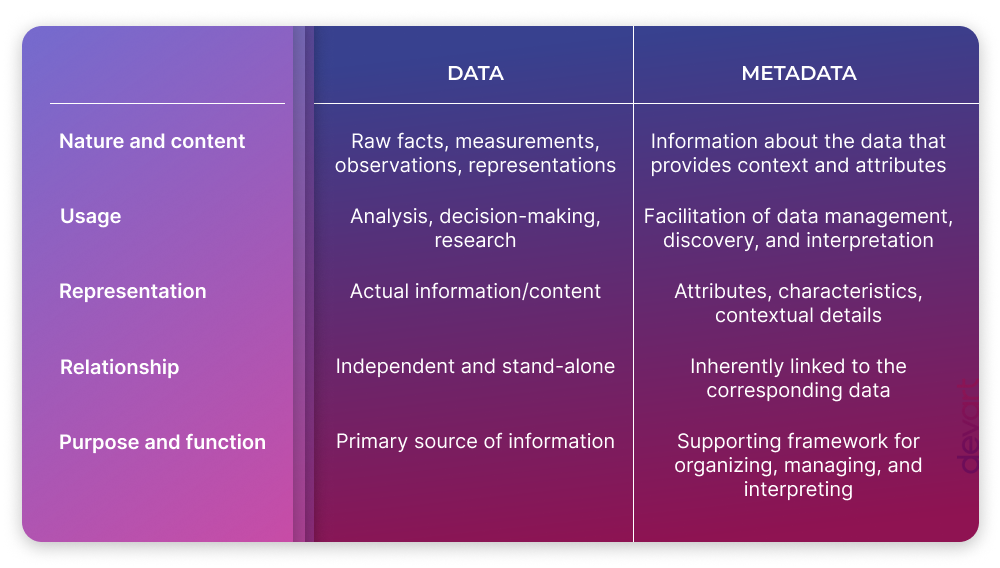 DATA
METADATA
Nature and content
Raw facts, measurements,
observations, representations
Information about the data that
provides context and attributes
Usage
Analysis, decision-making,
research
Facilitation of data management,
discovery, and interpretation
Representation
Actual information/content
Attributes, characteristics,
contextual details
Relationship
Independent and stand-alone
Inherently linked to the
corresponding data
Purpose and function
Primary source of information
Supporting framework for
organizing, managing, and
interpreting
devart